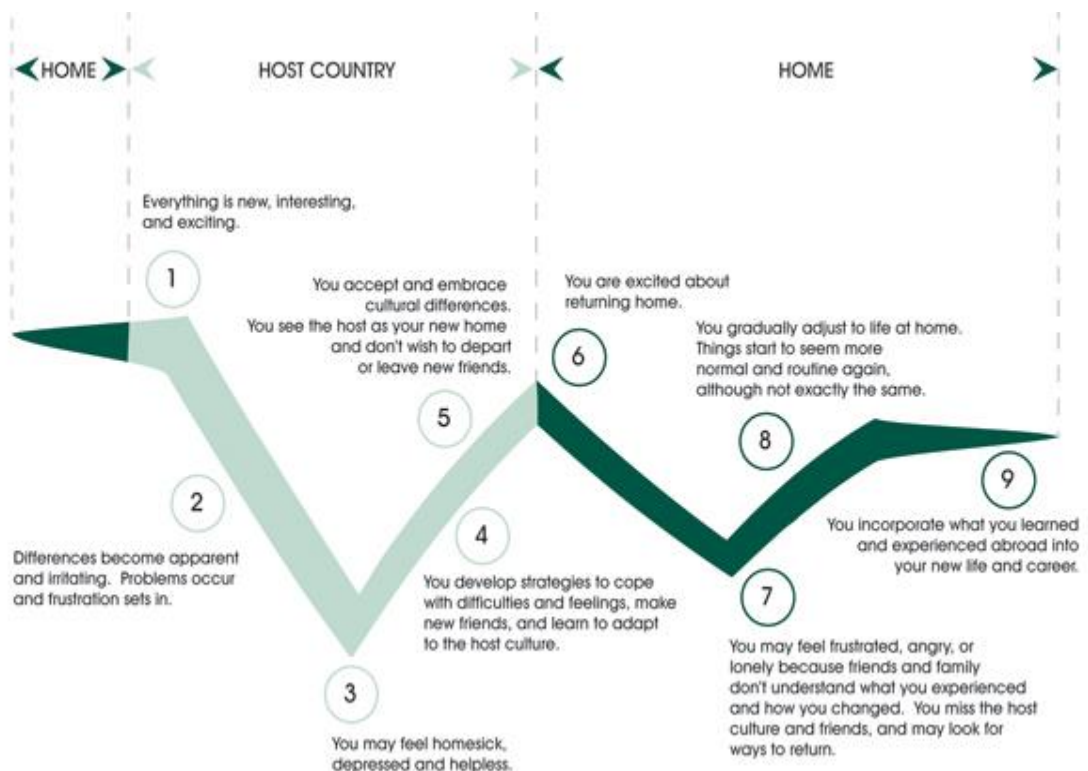 HOME
HOST COUNTRY
HOME
Everything is new, interesting,
and exciting.
1
2
Differences become apparent
and irritating. Problems occur
and frustration sets in.
3
You may feel homesick,
depressed and helpless.
4
You develop strategies to cope
with difficulties and feelings, make
new friends, and learn to adapt
to the host culture.
You accept and embrace
cultural differences.
You see the host as your new home
and don't wish to depart
or leave new friends.
5
You are excited about
returning home.
6
7
You may feel frustrated, angry, or
lonely because friends and family
don't understand what you experienced
and how you changed. You miss the host
culture and friends, and may look for
ways to return.
You gradually adjust to life at home.
Things start to seem more
normal and routine again,
although not exactly the same.
8
9
You incorporate what you learned
and experienced abroad into
your new life and career.